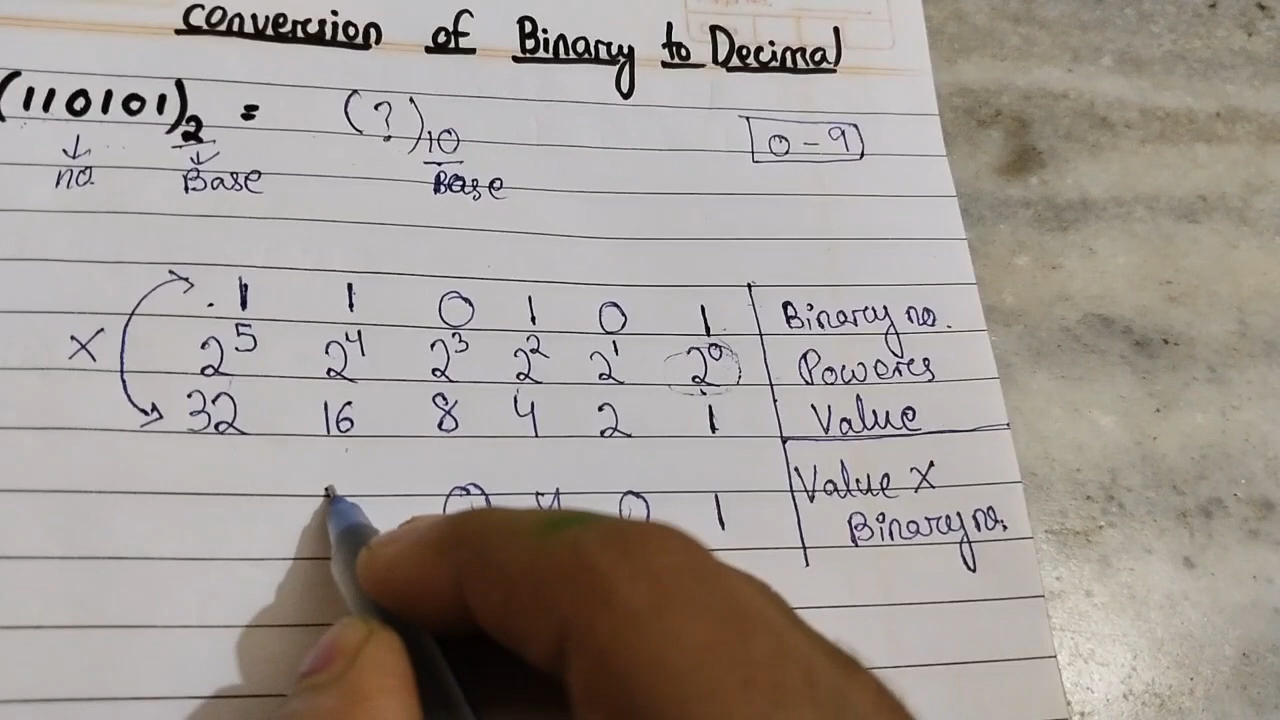 Conversion of Binary to Decimal
(110101)2 = (?)10
0-9
↓ no. ↓ Base Base
1 1 0 1 0 1 Binary no.
× 2^5 2^4 2^3 2^2 2^1 2^0 Powers
32 16 8 4 2 1 Value
0 4 0 1 Value ×
Binary no.